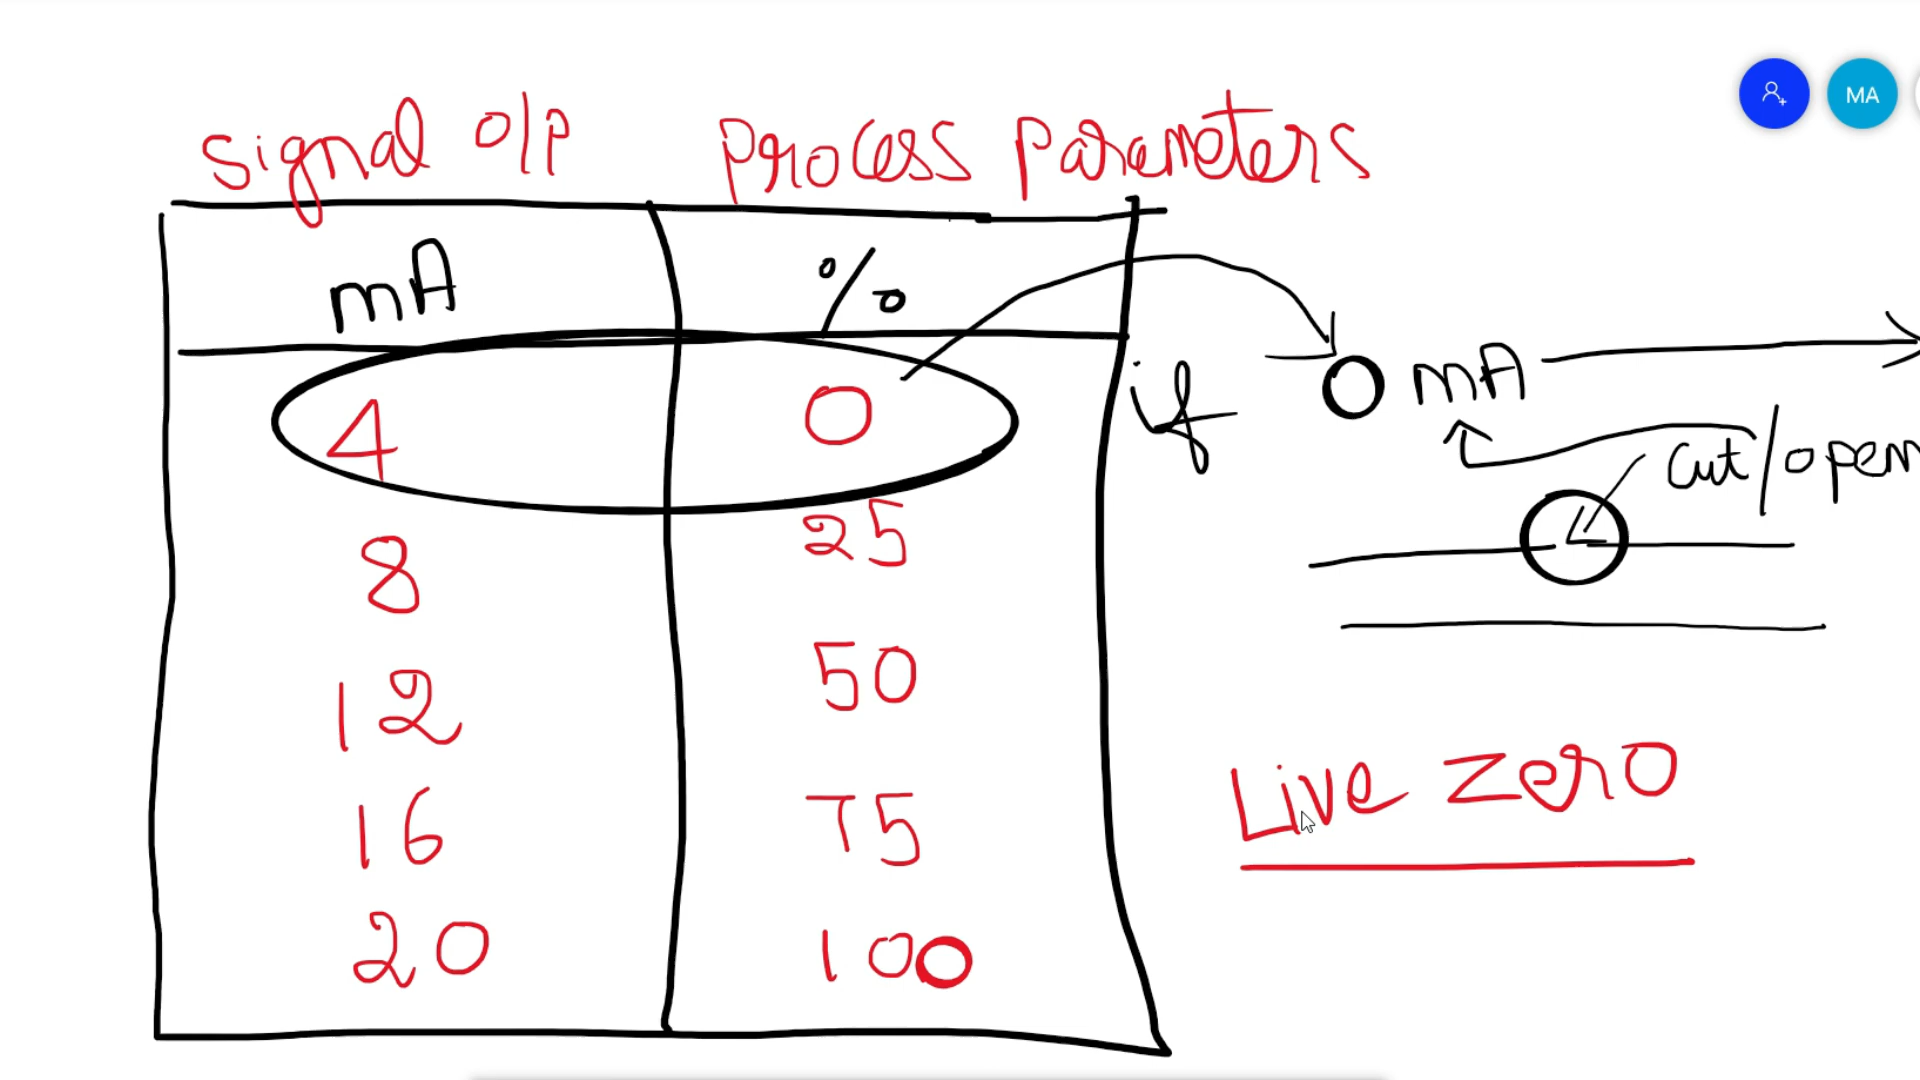 Signal o/p Process Parameters
MA
mA %
4 0 if 0 mA
cut/open
8 25
12 50
16 75
Live zero
20 100